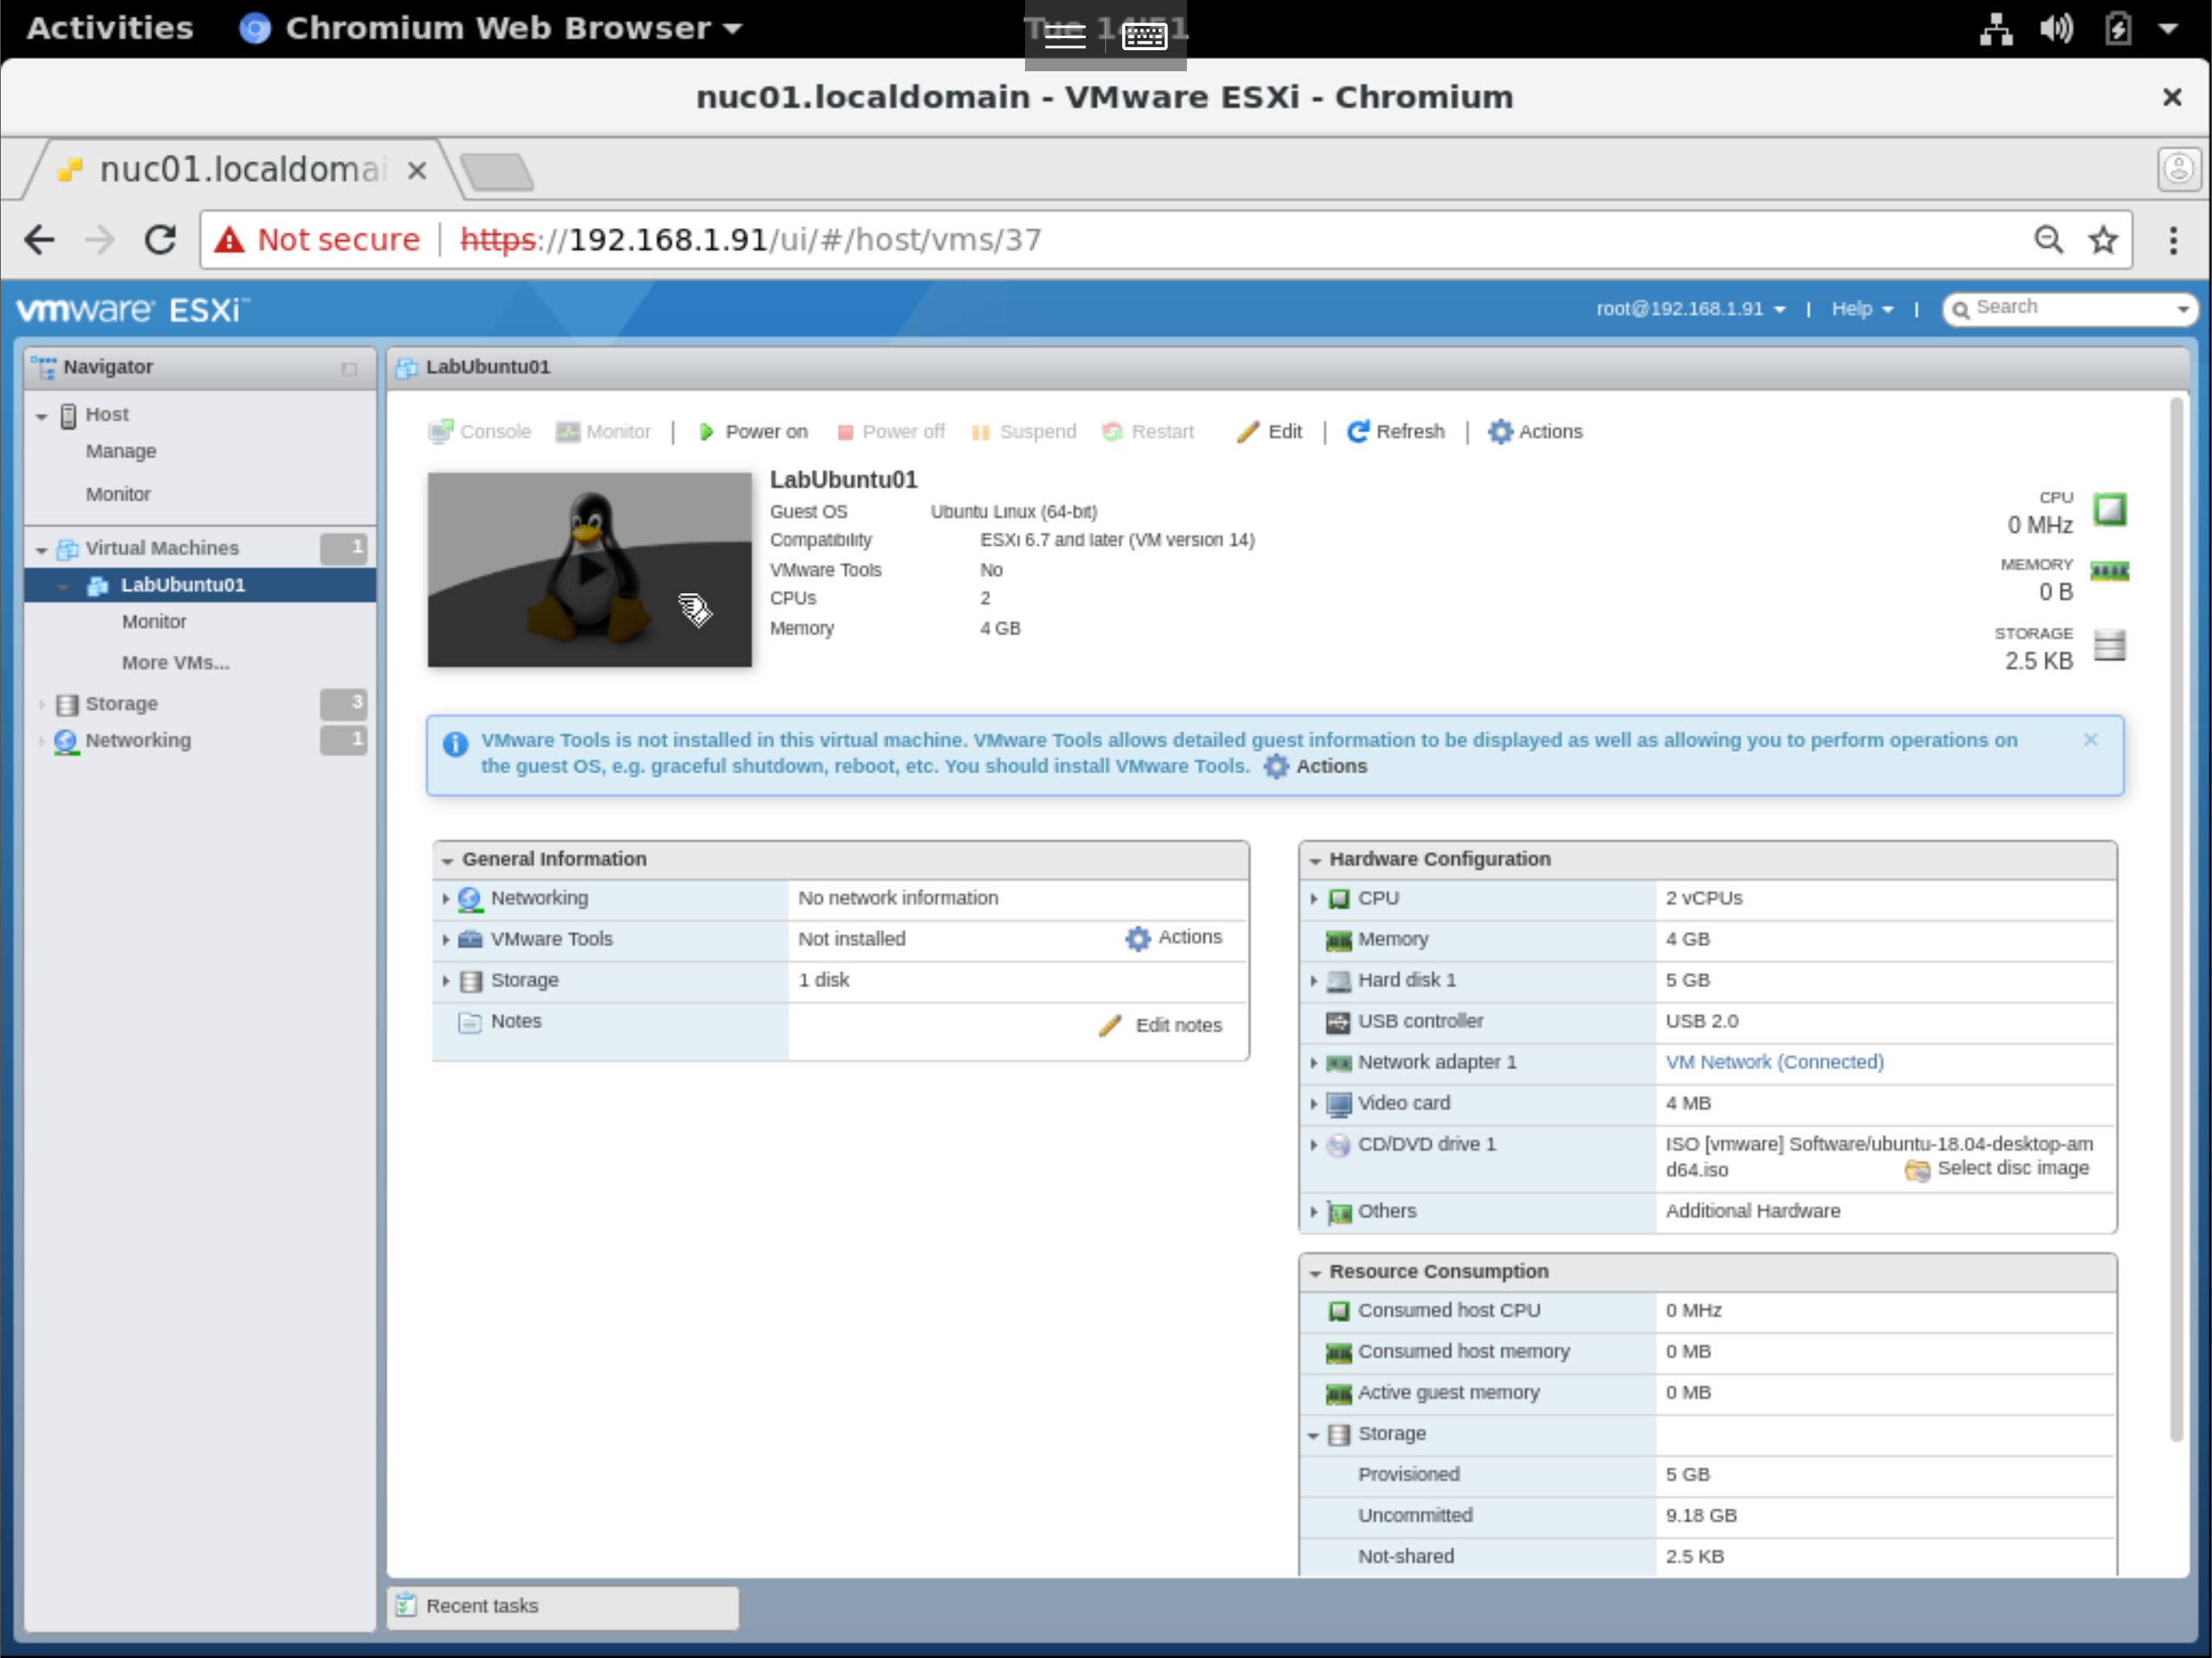 Activities Chromium Web Browser Tue 14:51
nuc01.localdomain - VMware ESXi - Chromium
nuc01.localdomai
Not secure https://192.168.1.91/ui/#/host/vms/37
vmware ESXi™ root@192.168.1.91 | Help | Search
Navigator
Host
Manage
Monitor
Virtual Machines 1
LabUbuntu01
Monitor
More VMs...
Storage 3
Networking 1
LabUbuntu01
Console Monitor | Power on Power off Suspend Restart Edit | Refresh | Actions
LabUbuntu01
Guest OS Ubuntu Linux (64-bit)
Compatibility ESXi 6.7 and later (VM version 14)
VMware Tools No
CPUs 2
Memory 4 GB
CPU
0 MHz
MEMORY
0 B
STORAGE
2.5 KB
VMware Tools is not installed in this virtual machine. VMware Tools allows detailed guest information to be displayed as well as allowing you to perform operations on
the guest OS, e.g. graceful shutdown, reboot, etc. You should install VMware Tools. Actions
General Information
Networking No network information
VMware Tools Not installed Actions
Storage 1 disk
Notes Edit notes
Hardware Configuration
CPU 2 vCPUs
Memory 4 GB
Hard disk 1 5 GB
USB controller USB 2.0
Network adapter 1 VM Network (Connected)
Video card 4 MB
CD/DVD drive 1 ISO [vmware] Software/ubuntu-18.04-desktop-am
d64.iso Select disc image
Others Additional Hardware
Resource Consumption
Consumed host CPU 0 MHz
Consumed host memory 0 MB
Active guest memory 0 MB
Storage
Provisioned 5 GB
Uncommitted 9.18 GB
Not-shared 2.5 KB
Recent tasks